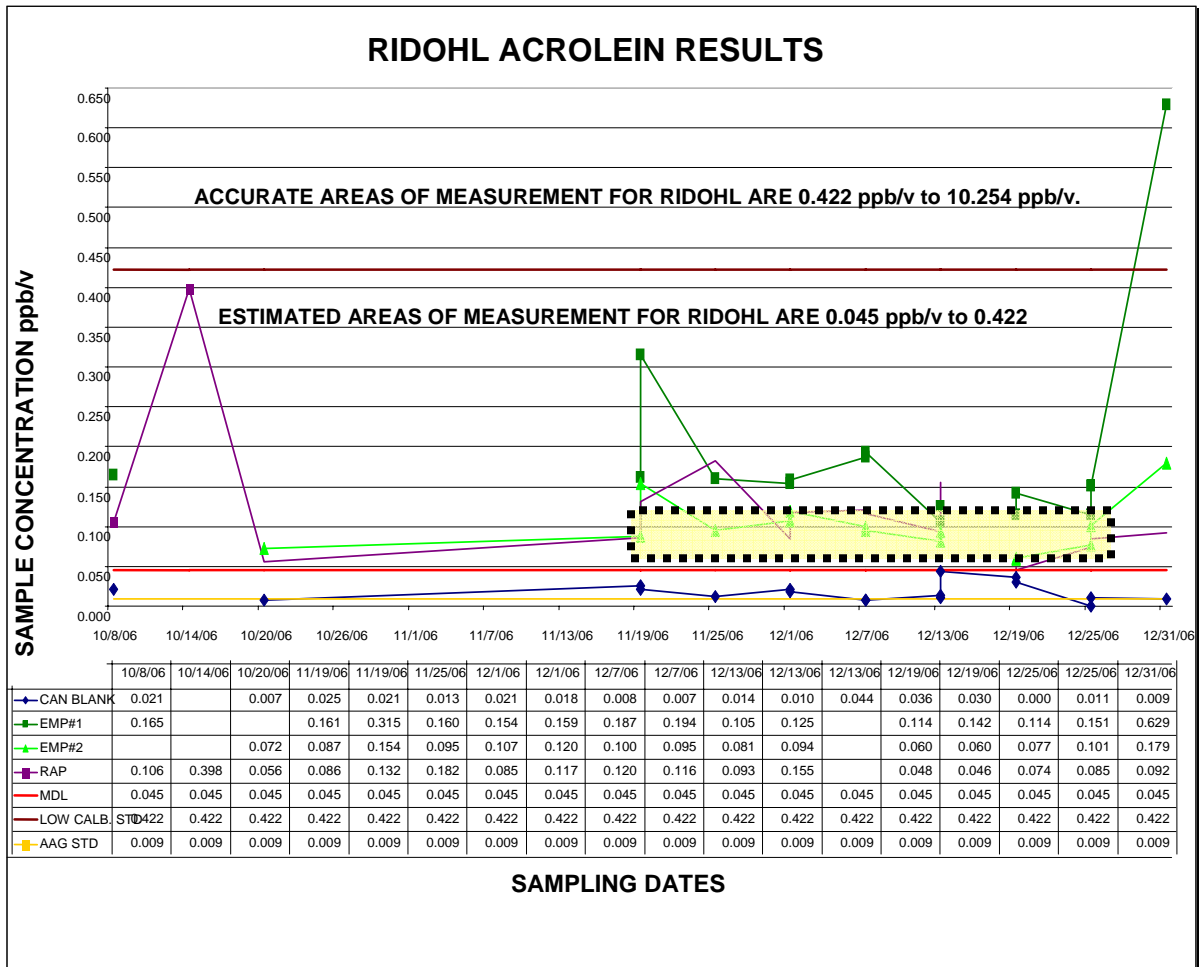 RIDOHL ACROLEIN RESULTS
0.650
0.600
0.550
ACCURATE AREAS OF MEASUREMENT FOR RIDOHL ARE 0.422 ppb/v to 10.254 ppb/v.
0.500
0.450
0.400
ESTIMATED AREAS OF MEASUREMENT FOR RIDOHL ARE 0.045 ppb/v to 0.422
0.350
0.300
0.250
0.200
0.150
0.100
0.050
0.000
SAMPLE CONCENTRATION ppb/v
10/8/06 10/14/06 10/20/06 10/26/06 11/1/06 11/7/06 11/13/06 11/19/06 11/25/06 12/1/06 12/7/06 12/13/06 12/19/06 12/25/06 12/31/06
10/8/06 10/14/06 10/20/06 11/19/06 11/19/06 11/25/06 12/1/06 12/1/06 12/7/06 12/7/06 12/13/06 12/13/06 12/13/06 12/19/06 12/19/06 12/25/06 12/25/06 12/31/06
CAN BLANK 0.021 0.007 0.025 0.021 0.013 0.021 0.018 0.008 0.007 0.014 0.010 0.044 0.036 0.030 0.000 0.011 0.009
EMP#1 0.165 0.161 0.315 0.160 0.154 0.159 0.187 0.194 0.105 0.125 0.114 0.142 0.114 0.151 0.629
EMP#2 0.072 0.087 0.154 0.095 0.107 0.120 0.100 0.095 0.081 0.094 0.060 0.060 0.077 0.101 0.179
RAP 0.106 0.398 0.056 0.086 0.132 0.182 0.085 0.117 0.120 0.116 0.093 0.155 0.048 0.046 0.074 0.085 0.092
MDL 0.045 0.045 0.045 0.045 0.045 0.045 0.045 0.045 0.045 0.045 0.045 0.045 0.045 0.045 0.045 0.045 0.045 0.045
LOW CALB. STD 0.422 0.422 0.422 0.422 0.422 0.422 0.422 0.422 0.422 0.422 0.422 0.422 0.422 0.422 0.422 0.422 0.422 0.422
AAG STD 0.009 0.009 0.009 0.009 0.009 0.009 0.009 0.009 0.009 0.009 0.009 0.009 0.009 0.009 0.009 0.009 0.009 0.009
SAMPLING DATES